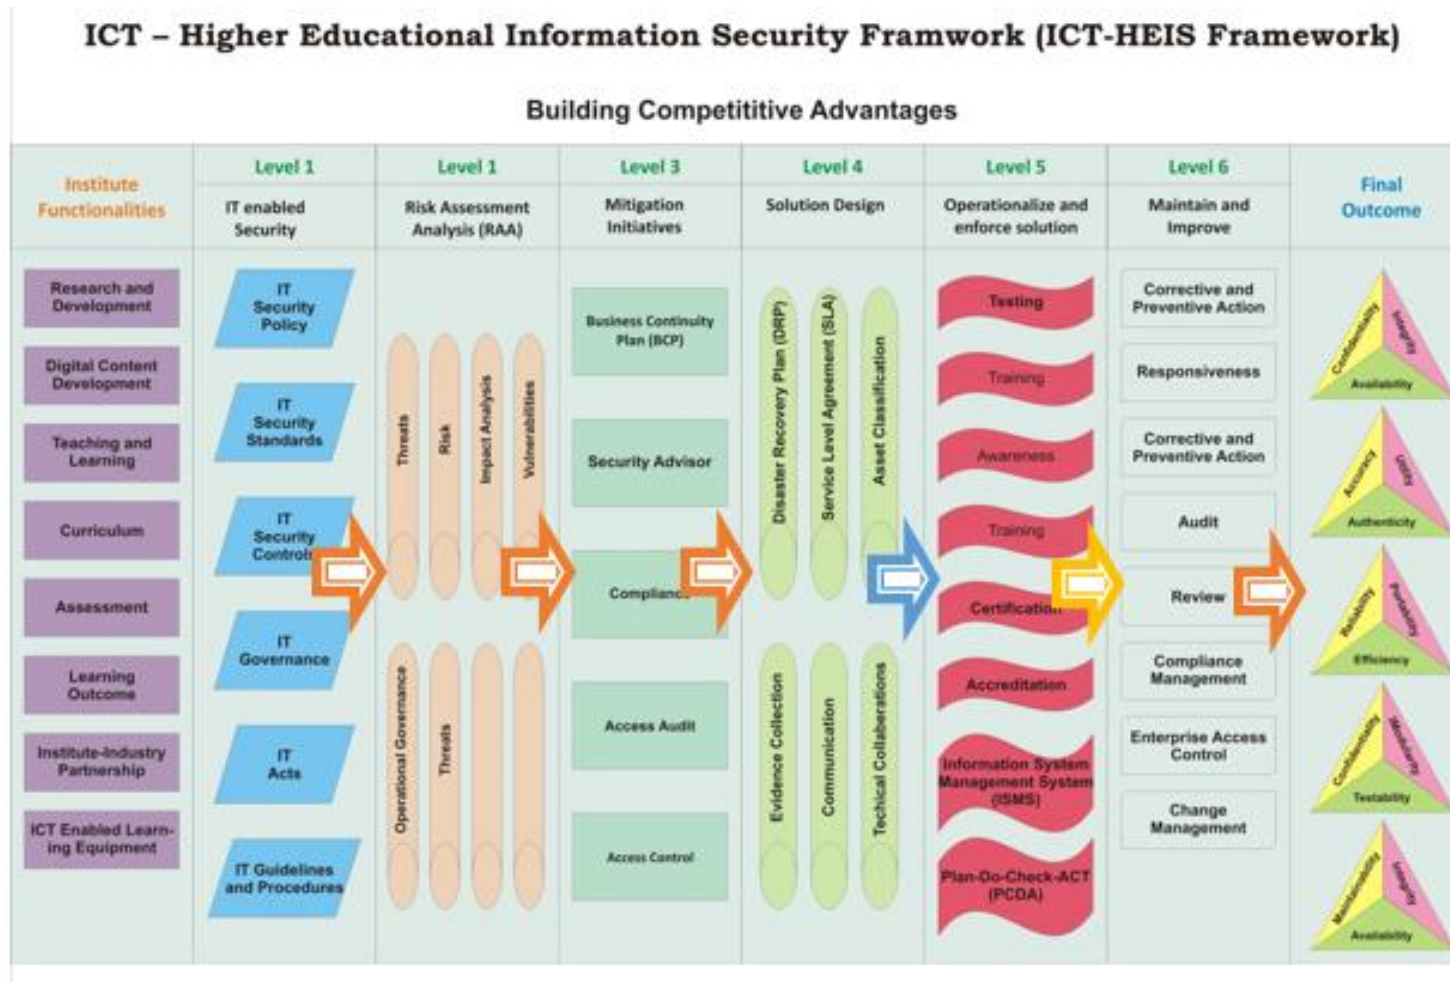 ICT – Higher Educational Information Security Framwork (ICT-HEIS Framework)
Building Competititive Advantages
Institute
Functionalities
Level 1
IT enabled
Security
Level 1
Risk Assessment
Analysis (RAA)
Level 3
Mitigation
Initiatives
Level 4
Solution Design
Level 5
Operationalize and
enforce solution
Level 6
Maintain and
Improve
Final
Outcome
Research and
Development
Digital Content
Development
Teaching and
Learning
Curriculum
Assessment
Learning
Outcome
Institute-Industry
Partnership
ICT Enabled Learn-
ing Equipment
IT
Security
Policy
IT
Security
Standards
IT
Security
Controls
IT
Governance
IT
Acts
IT Guidelines
and Procedures
Threats
Risk
Impact Analysis
Vulnerabilities
Operational Governance
Threats
Business Continuity
Plan (BCP)
Security Advisor
Compliance
Access Audit
Access Control
Disaster Recovery Plan (DRP)
Service Level Agreement (SLA)
Asset Classification
Evidence Collection
Communication
Techical Collaberations
Testing
Training
Awareness
Training
Certification
Accreditation
Information System
Management System
(ISMS)
Plan-Do-Check-ACT
(PCDA)
Corrective and
Preventive Action
Responsiveness
Corrective and
Preventive Action
Audit
Review
Compliance
Management
Enterprise Access
Control
Change
Management
Confidentiality
Integrity
Availability
Accuracy
Utility
Authenticity
Reliability
Portability
Efficiency
Confidentiality
Modularity
Testability
Maintainability
Integrity
Availability